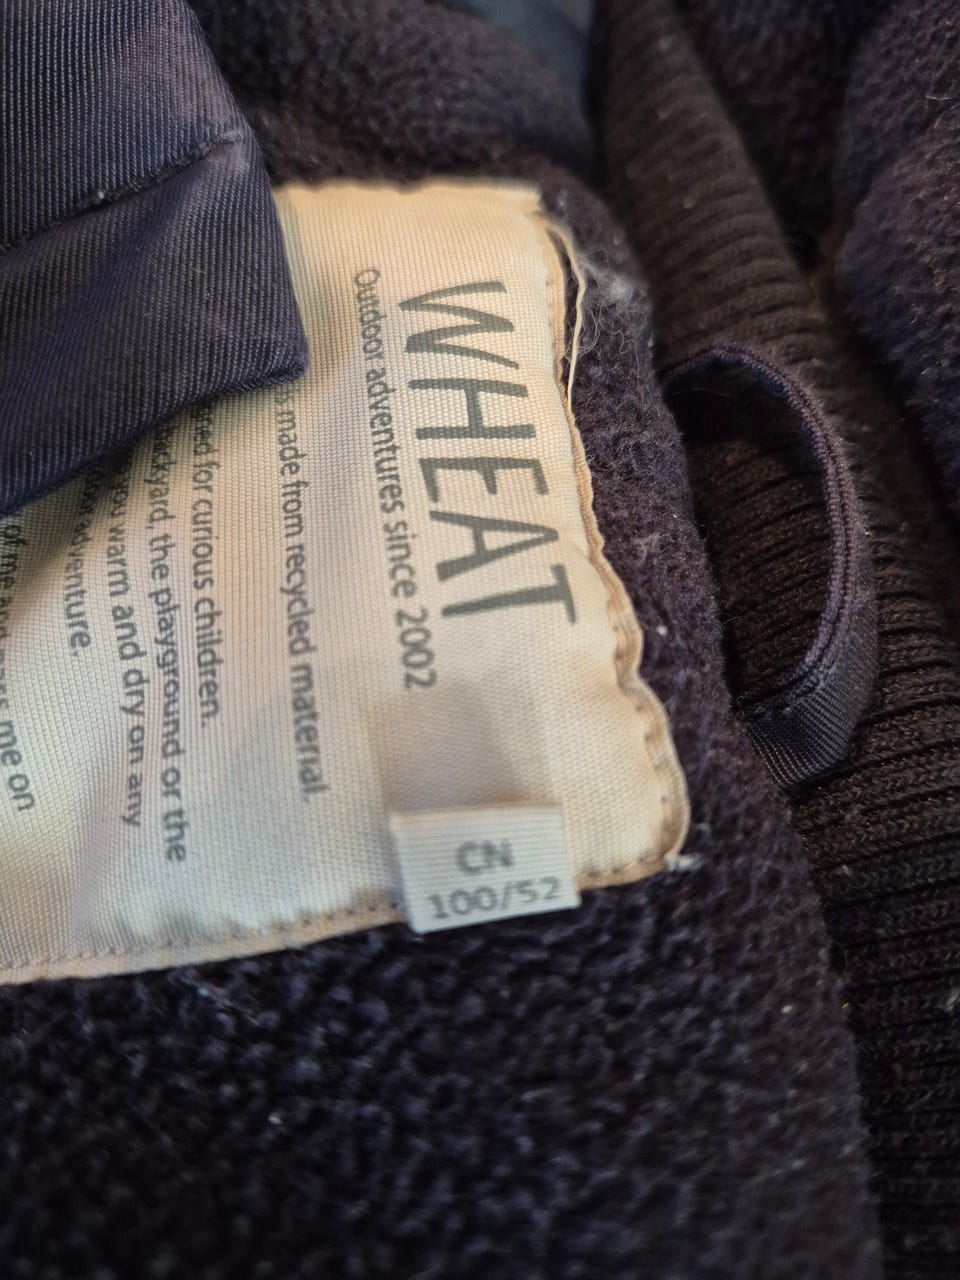 WHEAT
Outdoor adventures since 2002
made from recycled material.
for curious children.
backyard, the playground or the
you warm and dry on any
adventure.
me on
CN
100/52